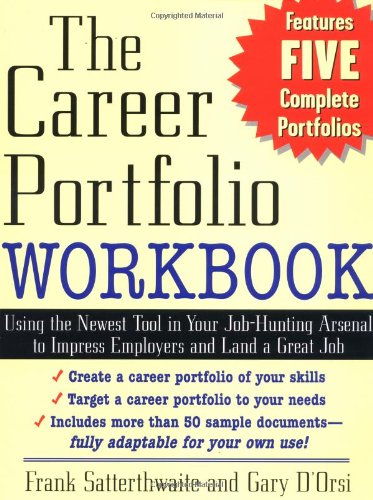 Copyrighted Material
The
Career
Portfolio
WORKBOOK
Features
FIVE
Complete
Portfolios
Using the Newest Tool in Your Job-Hunting Arsenal
to Impress Employers and Land a Great Job
✓ Create a career portfolio of your skills
✓ Target a career portfolio to your needs
✓ Includes more than 50 sample documents—
fully adaptable for your own use!
Frank Satterthwaite and Gary D'Orsi
Copyrighted Material